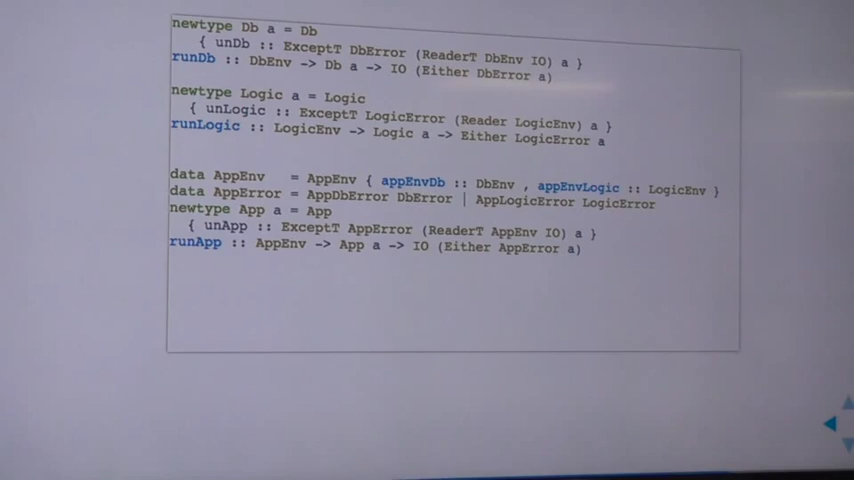 newtype Db a = Db
{ unDb :: ExceptT DbError (ReaderT DbEnv IO) a }
runDb :: DbEnv -> Db a -> IO (Either DbError a)
newtype Logic a = Logic
{ unLogic :: ExceptT LogicError (Reader LogicEnv) a }
runLogic :: LogicEnv -> Logic a -> Either LogicError a
data AppEnv = AppEnv { appEnvDb :: DbEnv , appEnvLogic :: LogicEnv }
data AppError = AppDbError DbError | AppLogicError LogicError
newtype App a = App
{ unApp :: ExceptT AppError (ReaderT AppEnv IO) a }
runApp :: AppEnv -> App a -> IO (Either AppError a)